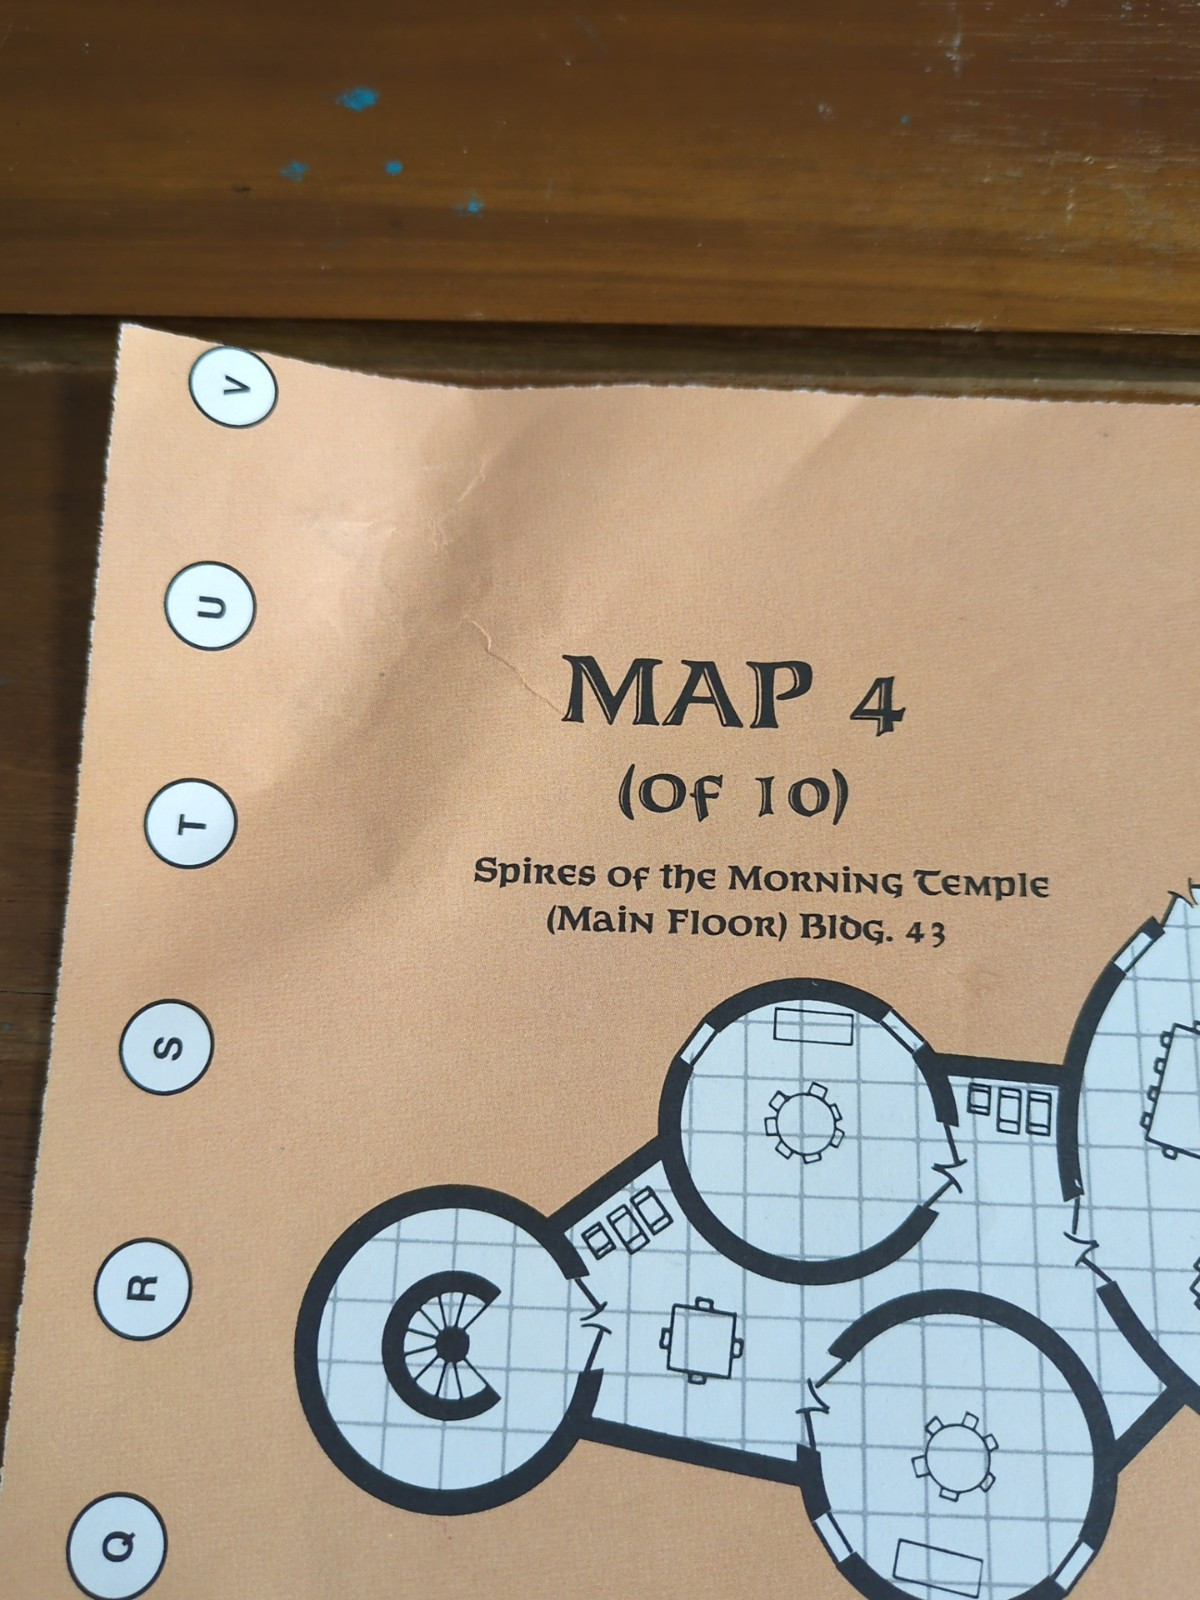 V
U
MAP 4
(Of 10)
T
Spires of the Morning Temple
(Main Floor) Bldg. 43
S
R
Q